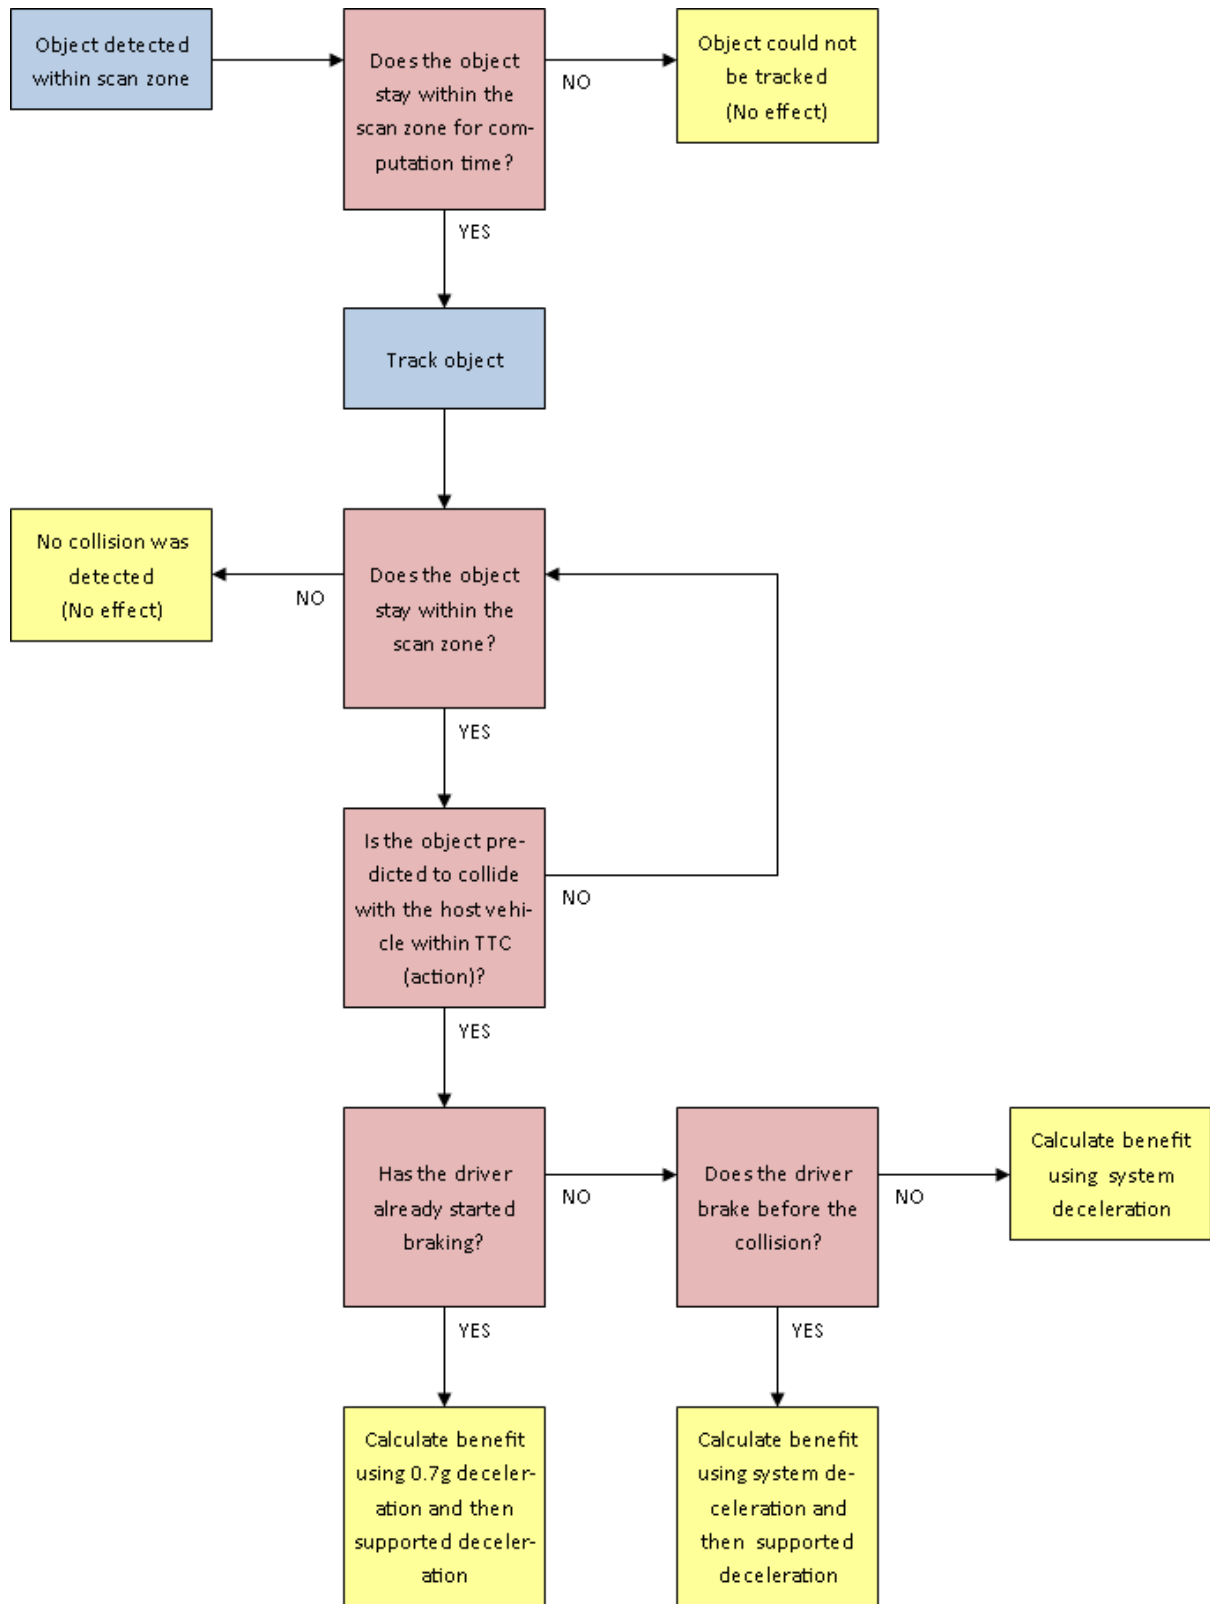 Object detected
within scan zone
Does the object
stay within the
scan zone for com-
putation time?
NO
Object could not
be tracked
(No effect)
YES
Track object
No collision was
detected
(No effect)
NO
Does the object
stay within the
scan zone?
YES
Is the object pre-
dicted to collide
with the host vehi-
cle within TTC
(action)?
NO
YES
Has the driver
already started
braking?
NO
Does the driver
brake before the
collision?
NO
Calculate benefit
using system
deceleration
YES
YES
Calculate benefit
using 0.7g deceler-
ation and then
supported deceler-
ation
Calculate benefit
using system de-
celeration and
then supported
deceleration